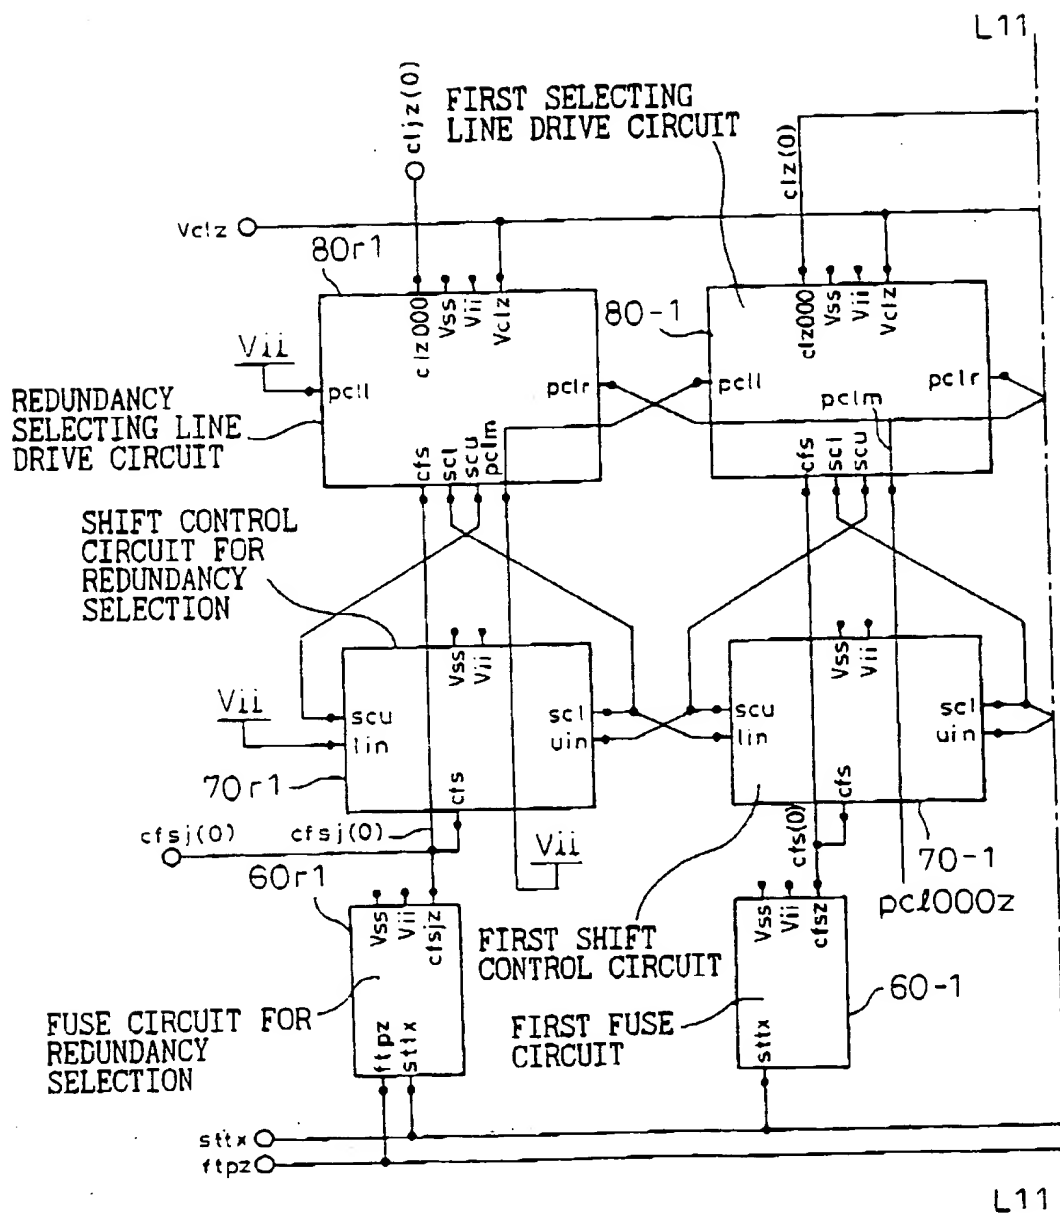 L11
cljz(0)
FIRST SELECTING
LINE DRIVE CIRCUIT
clz(0)
Vclz
80r1
clz000
Vss
Vii
Vclz
80-1
clz000
Vss
Vii
Vclz
Vii
pcll
pclr
pcll
pclr
pclm
REDUNDANCY
SELECTING LINE
DRIVE CIRCUIT
cfs
scl
scu
pclm
cfs
scl
scu
SHIFT CONTROL
CIRCUIT FOR
REDUNDANCY
SELECTION
Vss
Vii
Vss
Vii
Vii
scu
lin
scl
uin
scu
lin
scl
uin
70r1
cfs
cfs
cfsj(0)
cfsj(0)
Vii
cfs(0)
70-1
60r1
Vss
Vii
cfsjz
Vss
Vii
cfsz
pcl000z
FIRST SHIFT
CONTROL CIRCUIT
60-1
FUSE CIRCUIT FOR
REDUNDANCY
SELECTION
ftpz
sttx
FIRST FUSE
CIRCUIT
sttx
sttx
ftpz
L11